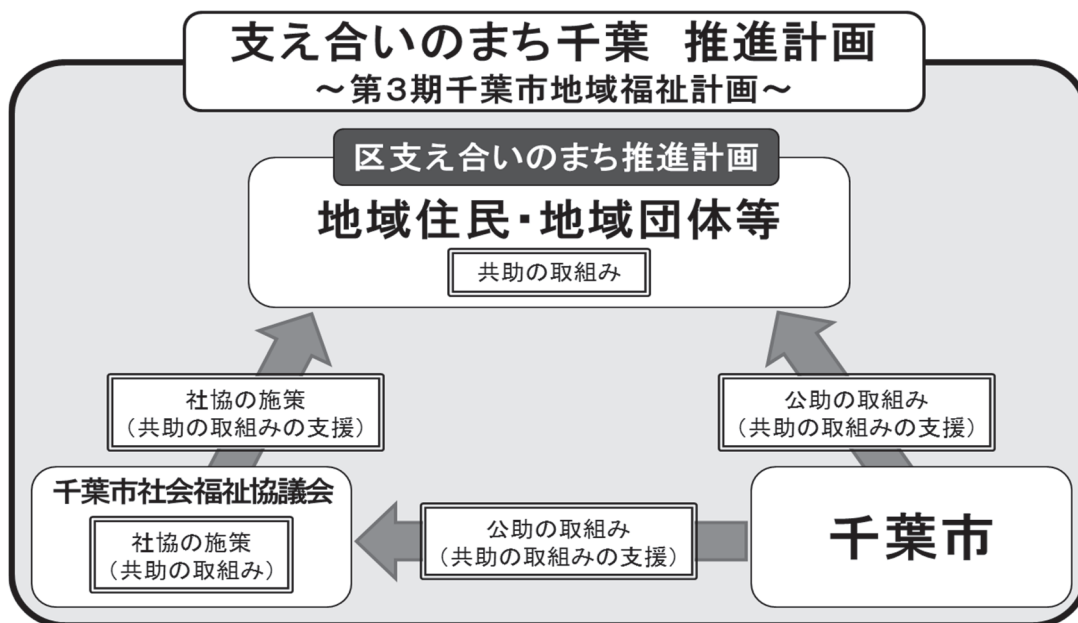 支え合いのまち千葉 推進計画
～第3期千葉市地域福祉計画～
区支え合いのまち推進計画
地域住民・地域団体等
共助の取組み
社協の施策
(共助の取組みの支援)
公助の取組み
(共助の取組みの支援)
千葉市社会福祉協議会
社協の施策
(共助の取組み)
公助の取組み
(共助の取組みの支援)
千葉市